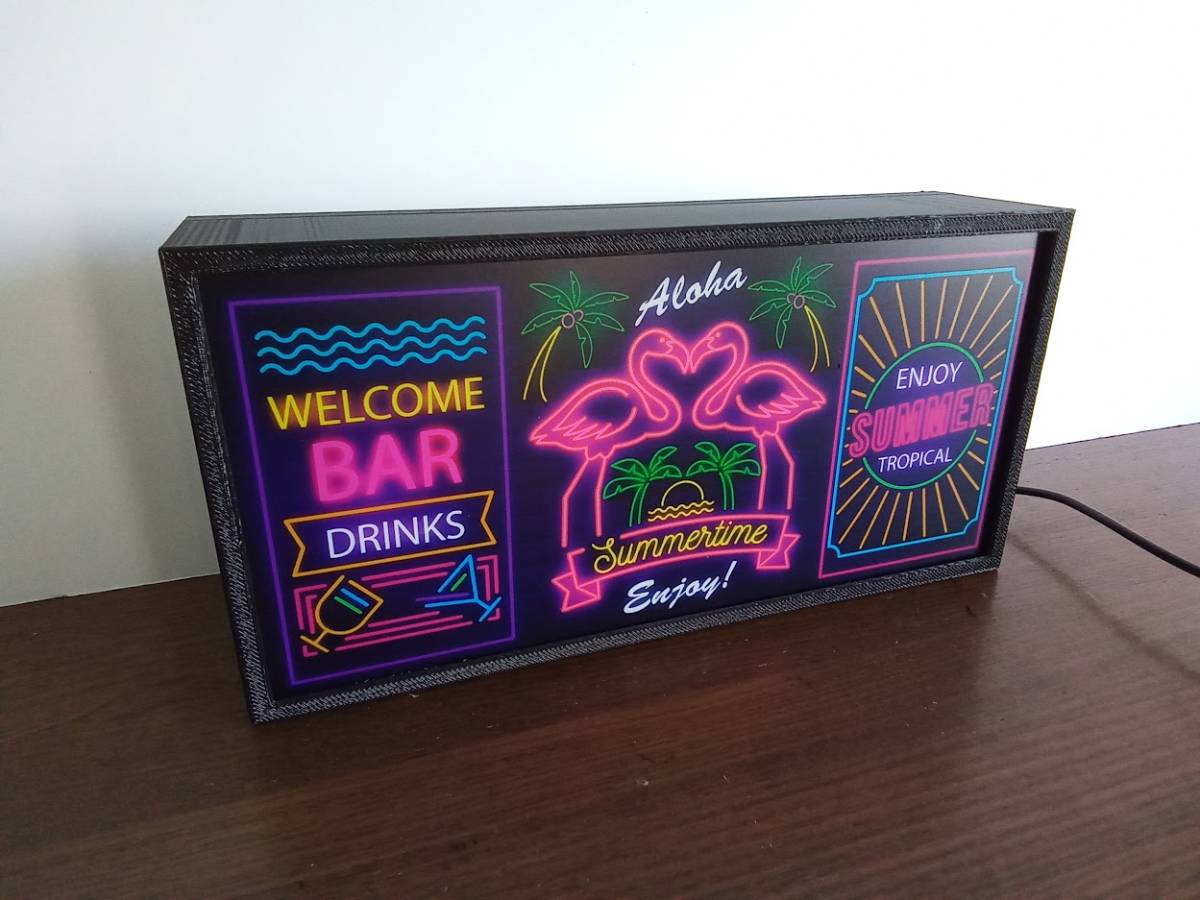 WELCOME
BAR
DRINKS
Aloha
Summertime
Enjoy!
ENJOY
SUMMER
TROPICAL